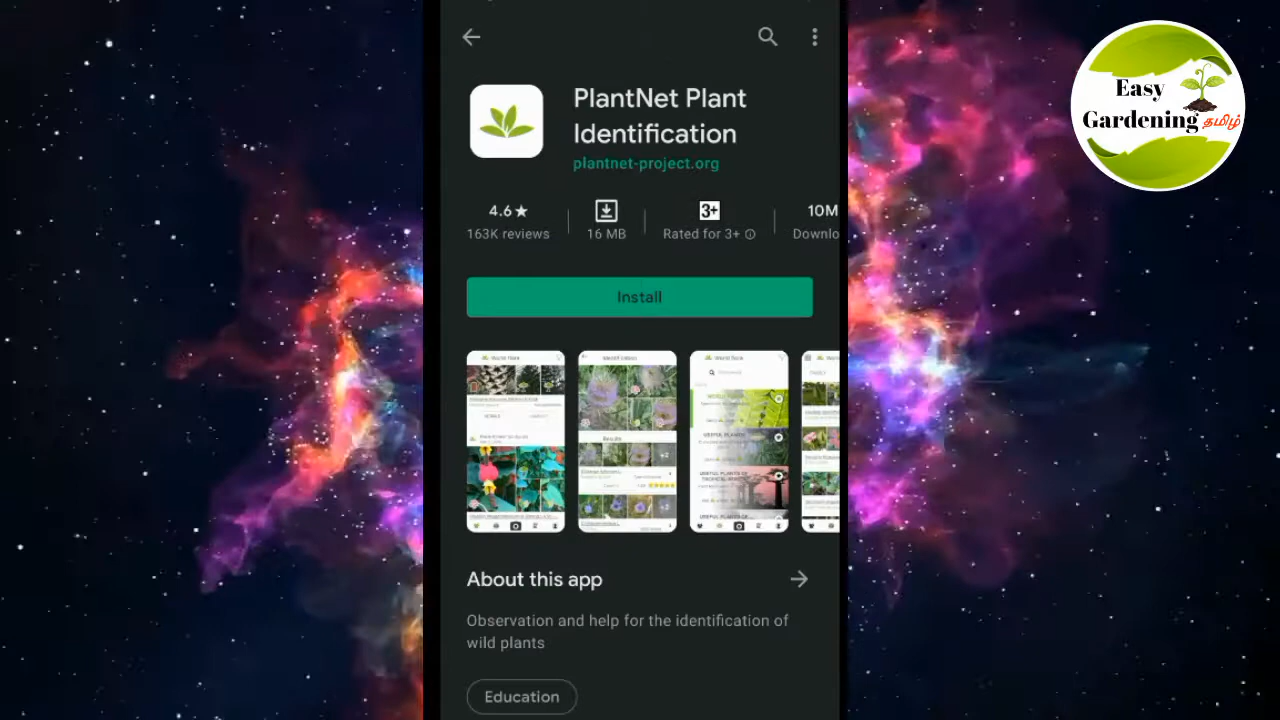 PlantNet Plant
Identification
plantnet-project.org
4.6★
163K reviews
16 MB
3+
Rated for 3+
10M
Downlo
Install
About this app
Observation and help for the identification of
wild plants
Education
Easy
Gardening தமிழ்